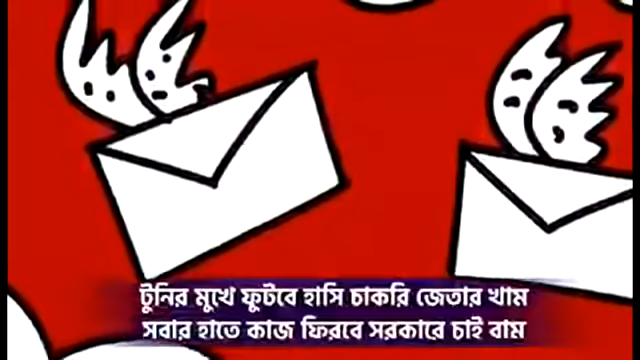 টুনির মুখে ফুটবে হাসি চাকরি জেতার খাম
সবার হাতে কাজ ফিরবে সরকারে চাই বাম